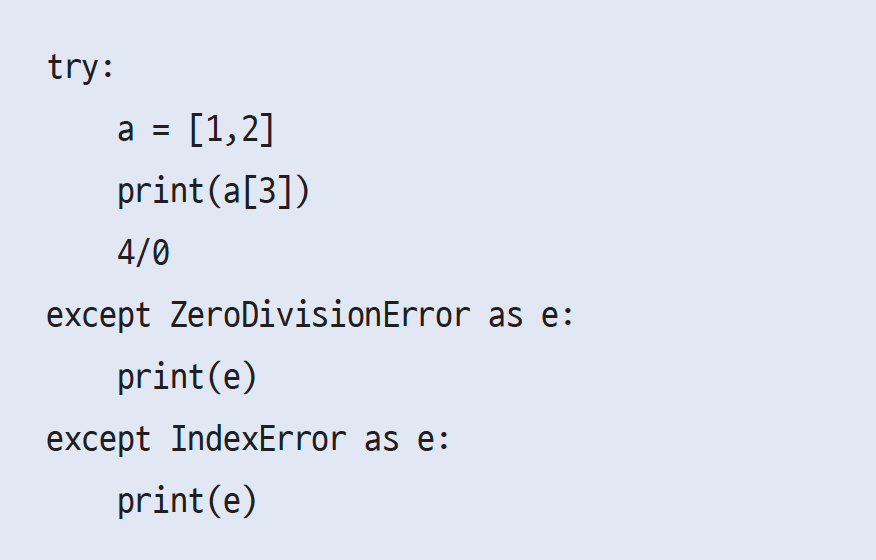 try:
    a = [1,2]
    print(a[3])
    4/0
except ZeroDivisionError as e:
    print(e)
except IndexError as e:
    print(e)